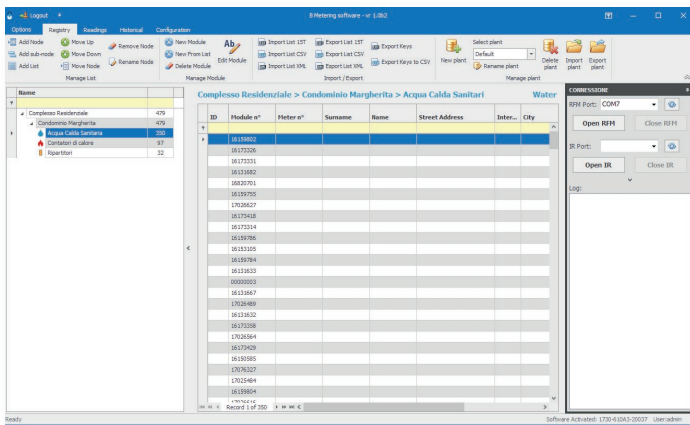 Logout
B Metering software - vr 1.0b2
Options Registry Readings Historical Configuration
Add Node Move Up Remove Node New Module Import List 15T Export List 15T Export Keys Select plant
Add sub-node Move Down Rename Node New From List Edit Module Import List CSV Export List CSV Export Keys to CSV New plant Default Delete plant Import plant Export plant
Add List Move Node Delete Module Import List XML Export List XML Rename plant
Manage List Manage Module Import / Export Manage plant
Name
Complesso Residenziale 479
Condominio Margherita 479
Acqua Calda Sanitara 350
Contatori di calore 97
Ripartitori 32
Complesso Residenziale > Condominio Margherita > Acqua Calda Sanitari Water
ID Module n° Meter n° Surname Name Street Address Inter... City
16159802
16173326
16173331
16131682
16830701
16159755
17026627
16173418
16173314
16159786
16153105
16159784
16131633
00000003
16131667
17026489
16131632
16173358
17026564
16173429
16150585
17076327
17025484
16159804
Record 1 of 350
CONNESSIONE
RFM Port: COM7
Open RFM Close RFM
IR Port:
Open IR Close IR
Log:
Ready
Software Activated: 1730-610A3-20037 User:admin